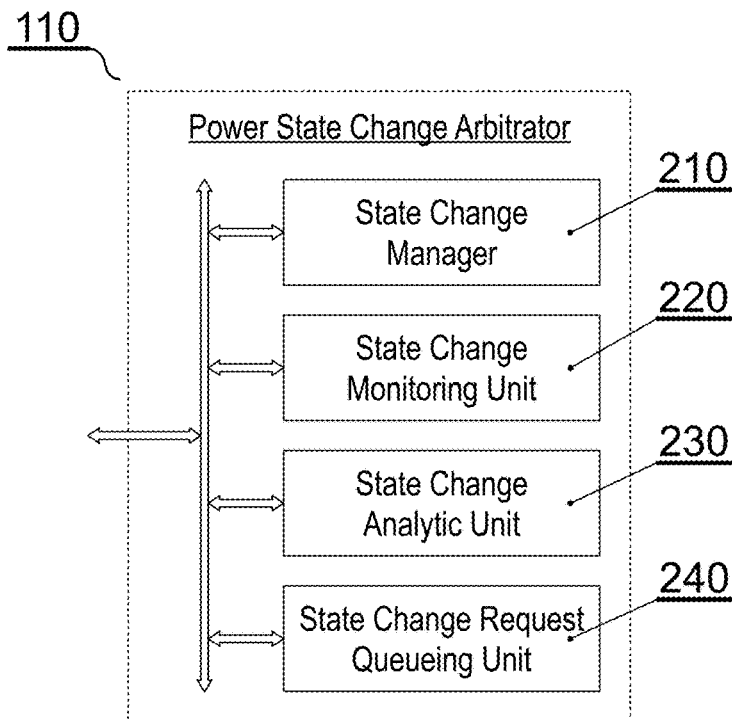 110
Power State Change Arbitrator
State Change
Manager
210
State Change
Monitoring Unit
220
State Change
Analytic Unit
230
State Change Request
Queueing Unit
240